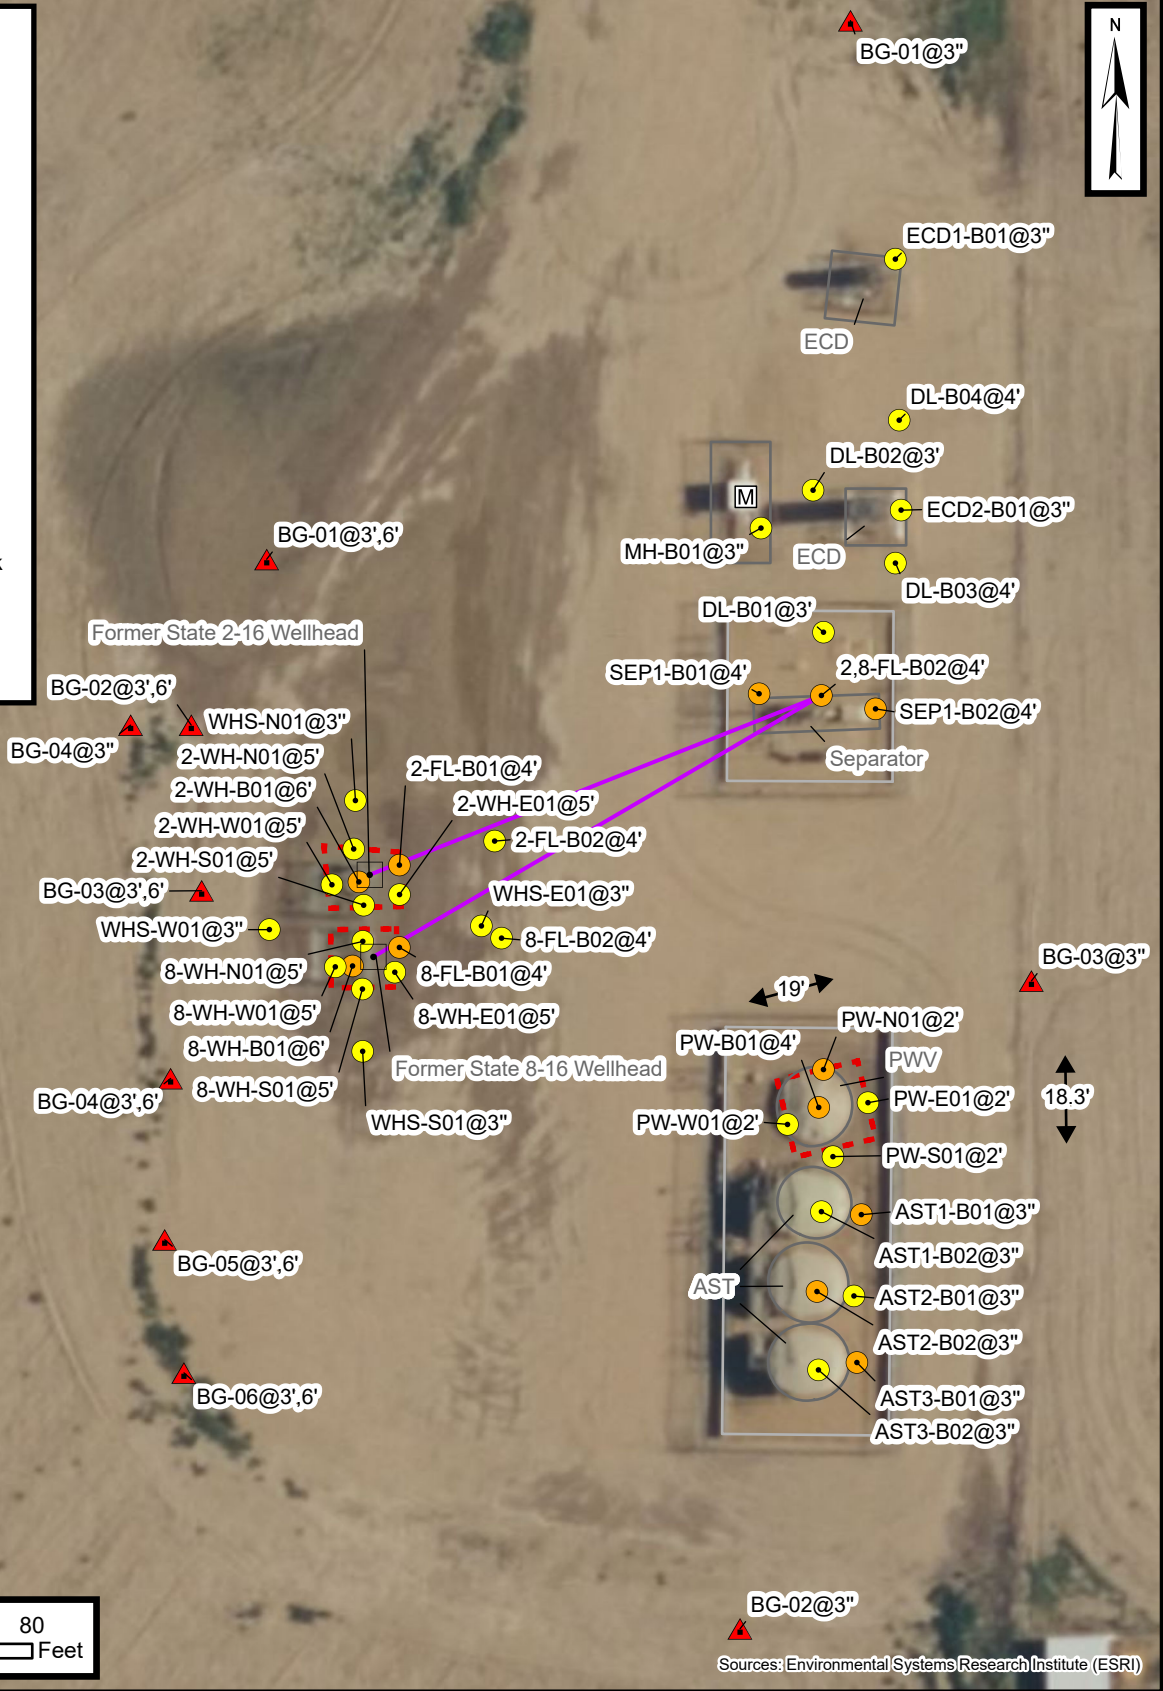 N
BG-01@3"
ECD1-B01@3"
ECD
DL-B04@4'
DL-B02@3'
M
ECD2-B01@3"
MH-B01@3"
ECD
BG-01@3',6'
DL-B03@4'
DL-B01@3'
Former State 2-16 Wellhead
SEP1-B01@4'
2,8-FL-B02@4'
BG-02@3',6'
SEP1-B02@4'
WHS-N01@3"
BG-04@3"
2-WH-N01@5'
Separator
2-FL-B01@4'
2-WH-B01@6'
2-WH-E01@5'
2-WH-W01@5'
2-FL-B02@4'
2-WH-S01@5'
BG-03@3',6'
WHS-E01@3"
WHS-W01@3"
8-FL-B02@4'
8-WH-N01@5'
8-FL-B01@4'
BG-03@3"
19'
8-WH-W01@5'
8-WH-E01@5'
PW-N01@2'
8-WH-B01@6'
PW-B01@4'
PWV
Former State 8-16 Wellhead
8-WH-S01@5'
BG-04@3',6'
PW-E01@2'
18.3'
WHS-S01@3"
PW-W01@2'
PW-S01@2'
AST1-B01@3"
AST1-B02@3"
BG-05@3',6'
AST
AST2-B01@3"
AST2-B02@3"
BG-06@3',6'
AST3-B01@3"
AST3-B02@3"
BG-02@3"
80
Feet
Sources: Environmental Systems Research Institute (ESRI)